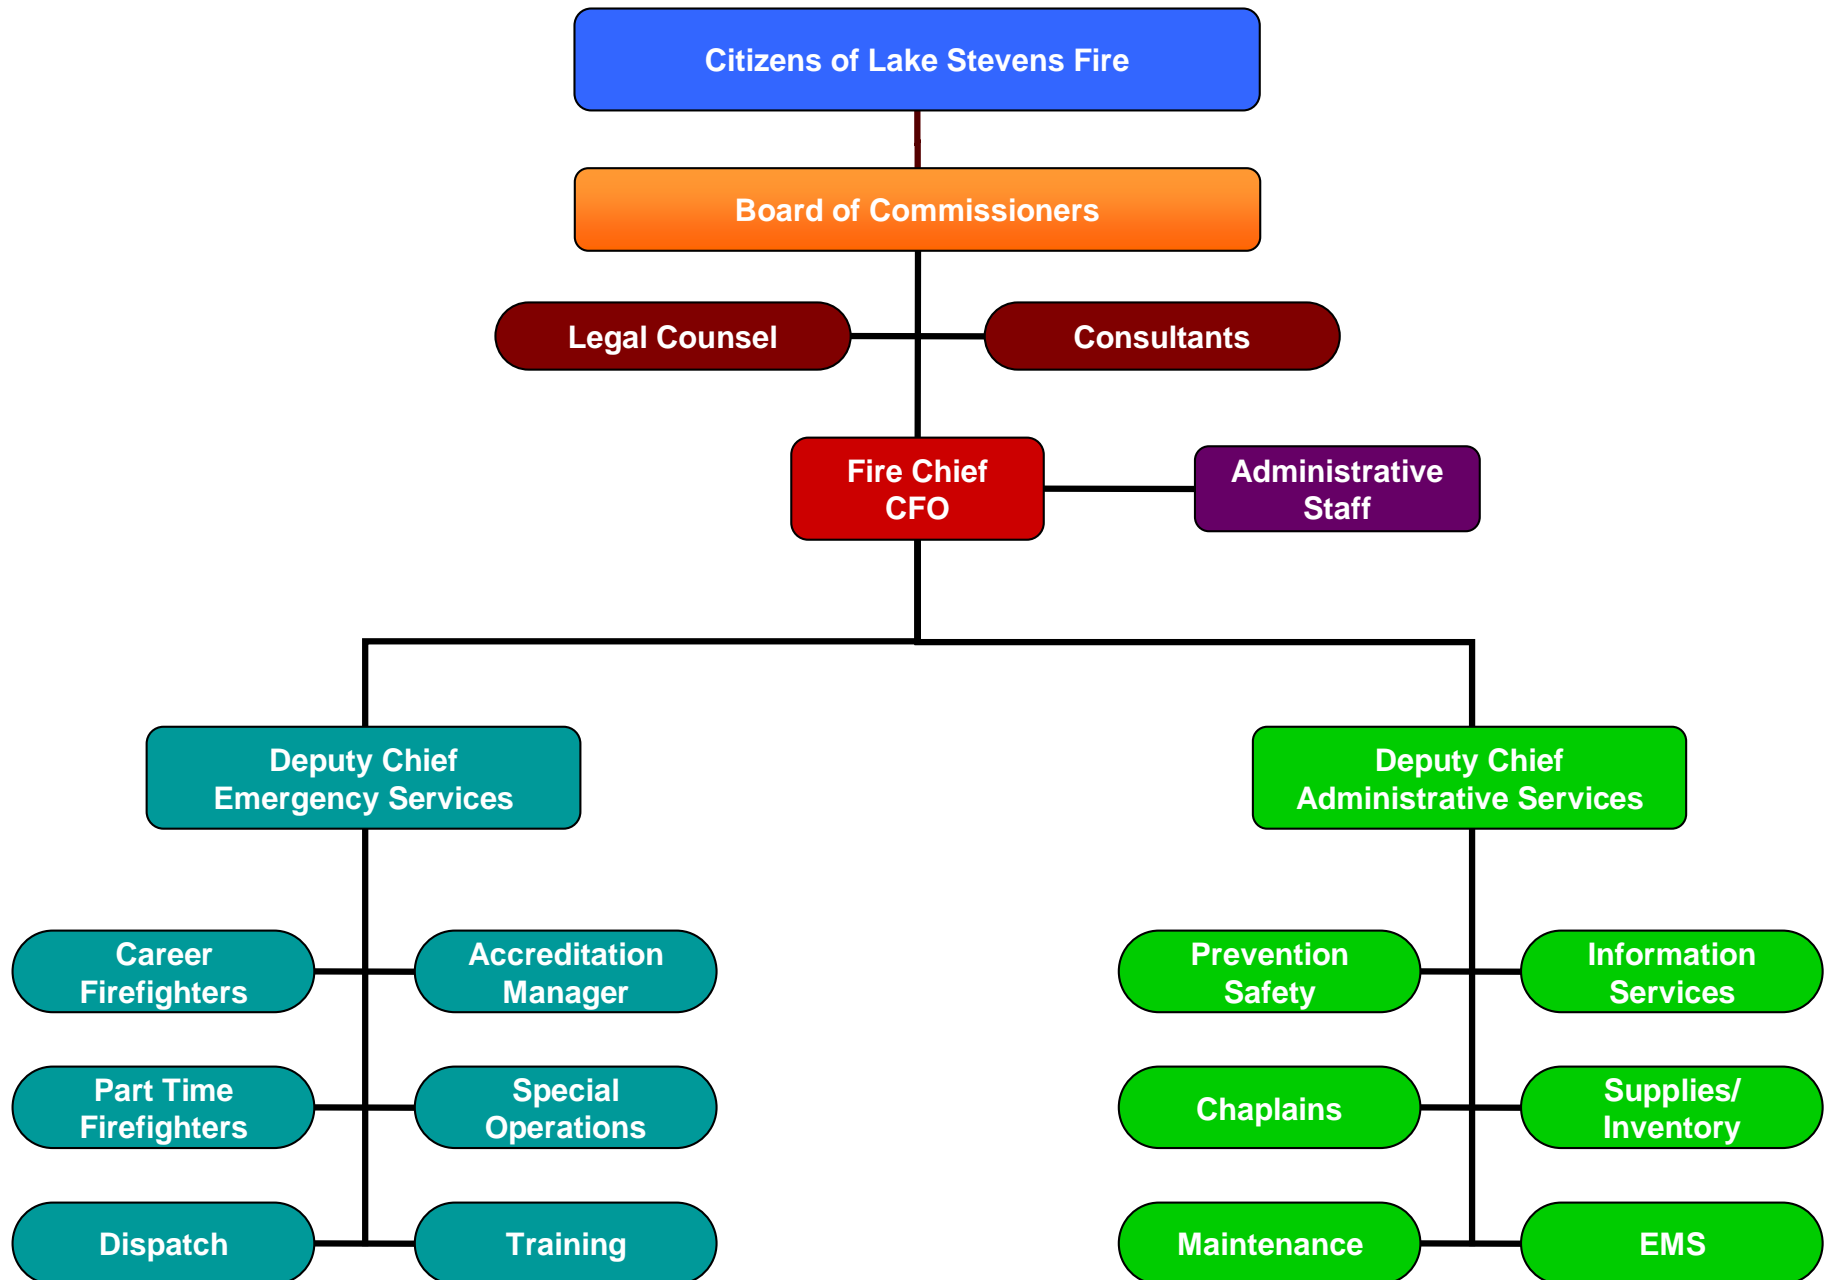 Citizens of Lake Stevens Fire
Board of Commissioners
Legal Counsel
Consultants
Fire Chief
CFO
Administrative
Staff
Deputy Chief
Emergency Services
Deputy Chief
Administrative Services
Career
Firefighters
Accreditation
Manager
Prevention
Safety
Information
Services
Part Time
Firefighters
Special
Operations
Chaplains
Supplies/
Inventory
Dispatch
Training
Maintenance
EMS